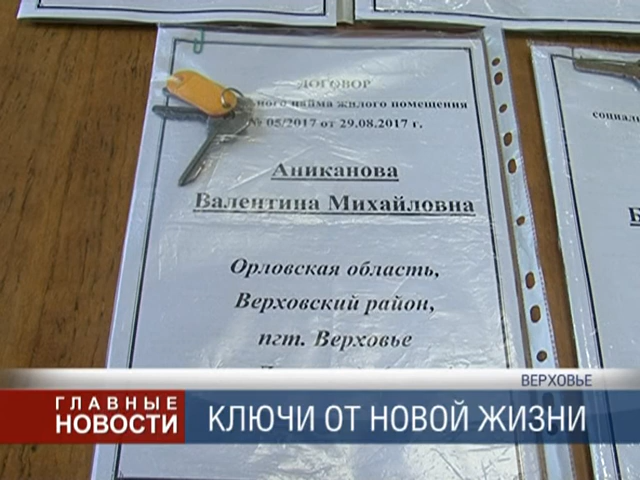 ДОГОВОР
найма жилого помещения
№ 05/2017 от 29.08.2017 г.
Аниканова
Валентина Михайловна
Орловская область,
Верховский район,
пгт. Верховье
ВЕРХОВЬЕ
ГЛАВНЫЕ
НОВОСТИ
КЛЮЧИ ОТ НОВОЙ ЖИЗНИ